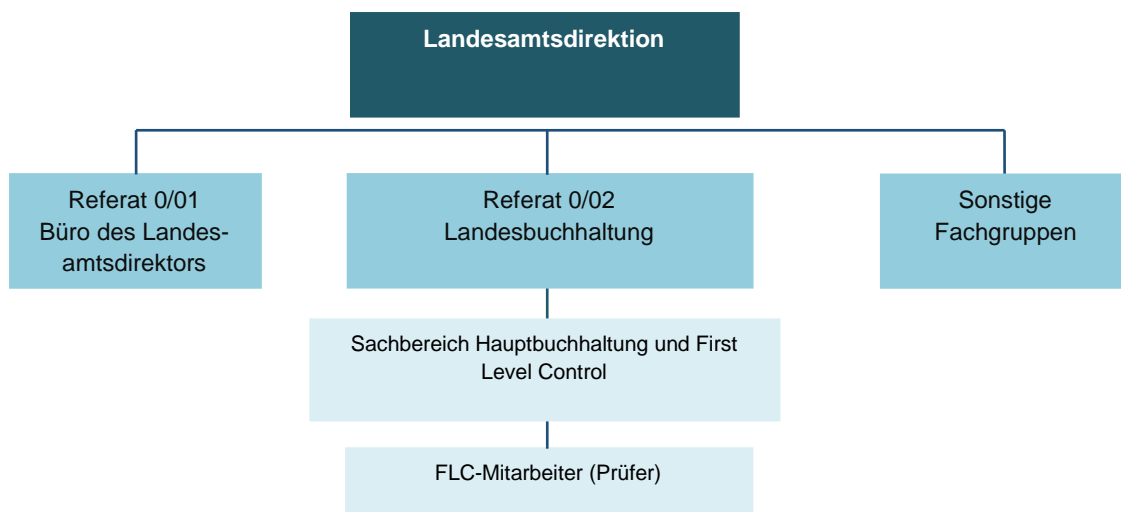 Landesamtsdirektion
Referat 0/01
Büro des Landes-
amtsdirektors
Referat 0/02
Landesbuchhaltung
Sonstige
Fachgruppen
Sachbereich Hauptbuchhaltung und First
Level Control
FLC-Mitarbeiter (Prüfer)